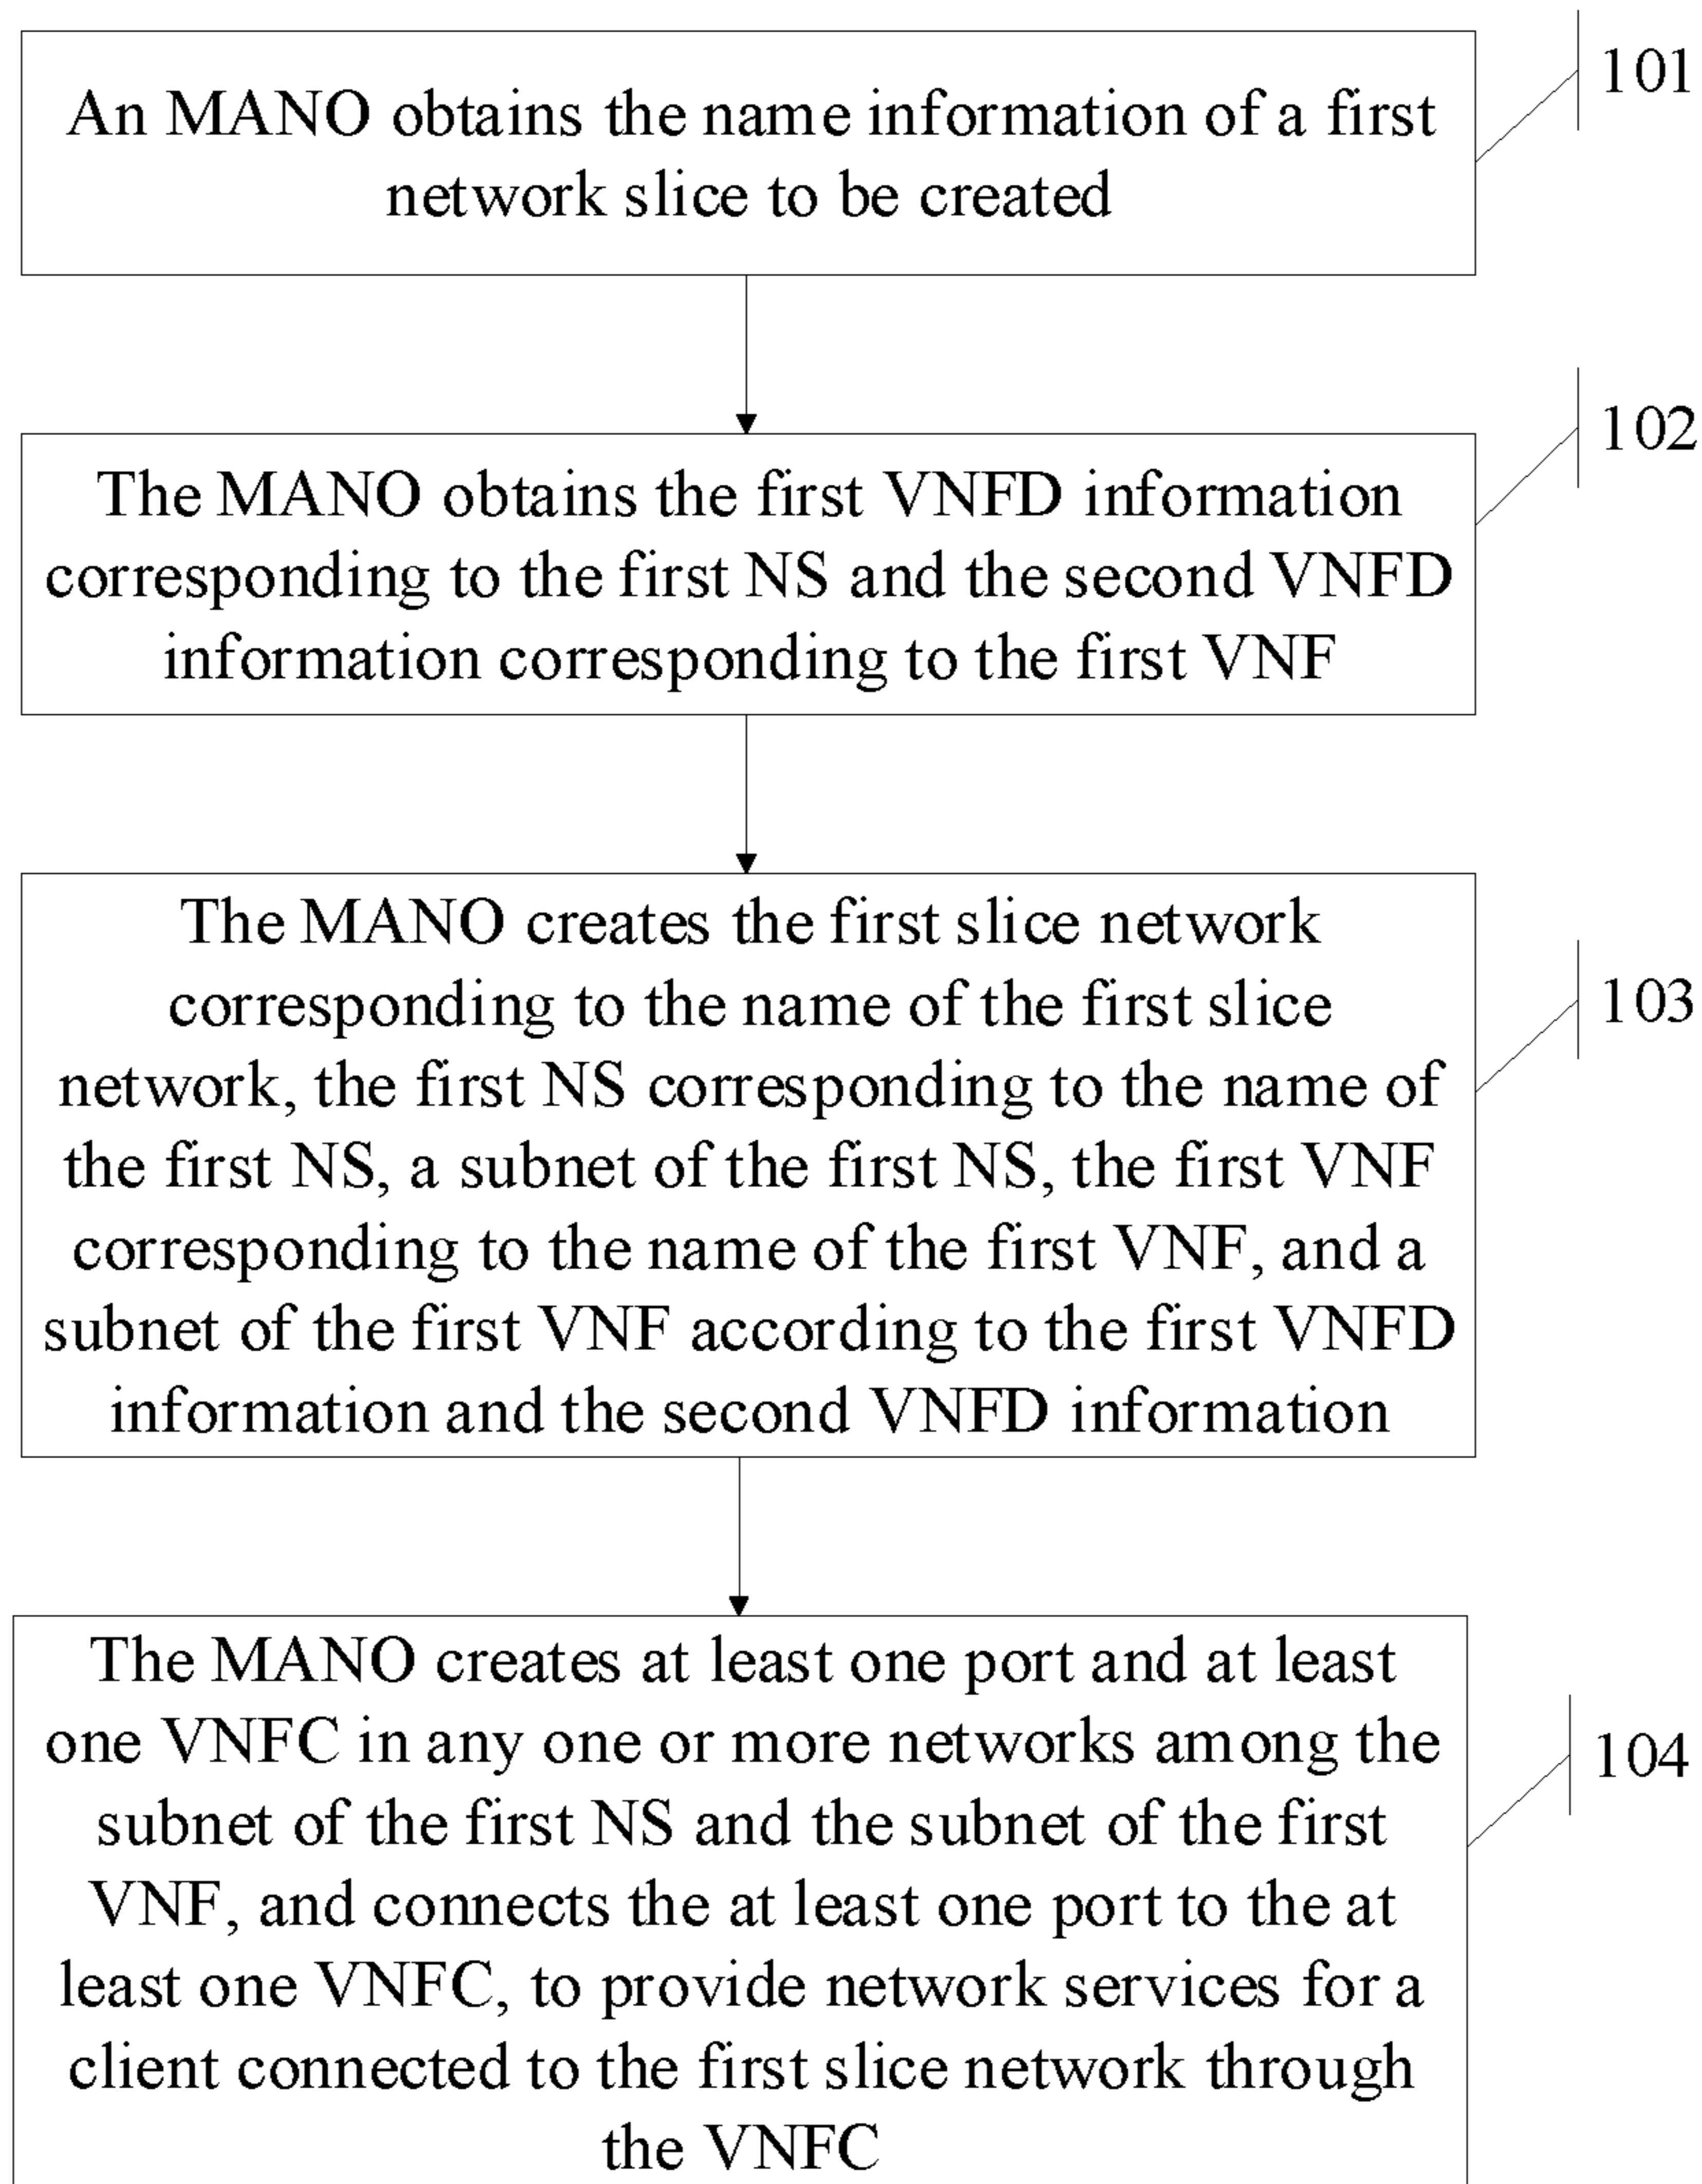 An MANO obtains the name information of a first
network slice to be created
101
The MANO obtains the first VNFD information
corresponding to the first NS and the second VNFD
information corresponding to the first VNF
102
The MANO creates the first slice network
corresponding to the name of the first slice
network, the first NS corresponding to the name of
the first NS, a subnet of the first NS, the first VNF
corresponding to the name of the first VNF, and a
subnet of the first VNF according to the first VNFD
information and the second VNFD information
103
The MANO creates at least one port and at least
one VNFC in any one or more networks among the
subnet of the first NS and the subnet of the first
VNF, and connects the at least one port to the at
least one VNFC, to provide network services for a
client connected to the first slice network through
the VNFC
104